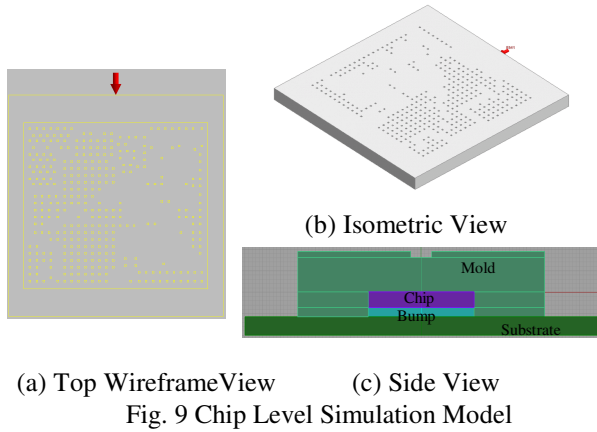 (b) Isometric View
Mold
Chip
Bump
Substrate
(a) Top WireframeView
(c) Side View
Fig. 9 Chip Level Simulation Model